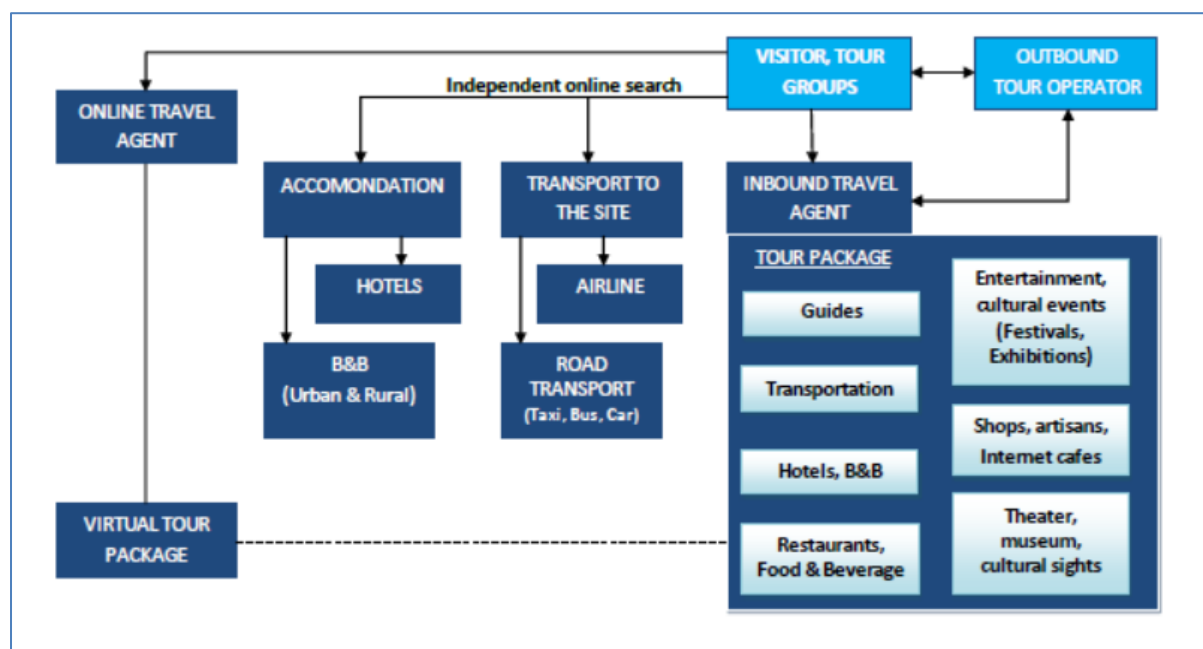 VISITOR, TOUR
GROUPS
OUTBOUND
TOUR OPERATOR
Independent online search
ONLINE TRAVEL
AGENT
ACCOMONDATION
TRANSPORT TO
THE SITE
INBOUND TRAVEL
AGENT
HOTELS
AIRLINE
B&B
(Urban & Rural)
ROAD
TRANSPORT
(Taxi, Bus, Car)
TOUR PACKAGE
Guides
Transportation
Hotels, B&B
Restaurants,
Food & Beverage
Entertainment,
cultural events
(Festivals,
Exhibitions)
Shops, artisans,
Internet cafes
Theater,
museum,
cultural sights
VIRTUAL TOUR
PACKAGE